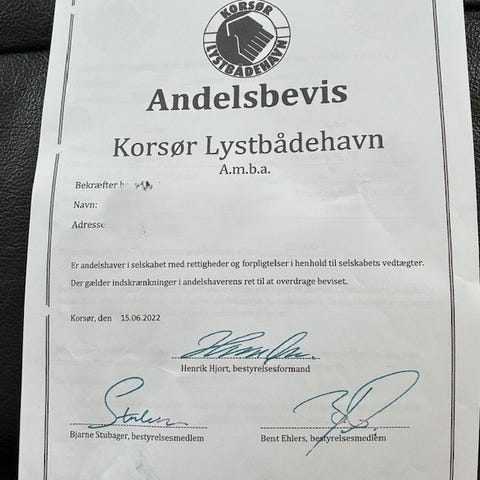 KORSØR
LYSTBÅDEHAVN
Andelsbevis
Korsør Lystbådehavn
A.m.b.a.
Bekræfter
Navn:
Adresse
Er andelshaver i selskabet med rettigheder og forpligtelser i henhold til selskabets vedtægter.
Der gælder indskrænkninger i andelshaverens ret til at overdrage beviset.
Korsør, den 15.06.2022
Henrik Hjort, bestyrelsesformand
Bjarne Stubager, bestyrelsesmedlem
Bent Ehlers, bestyrelsesmedlem